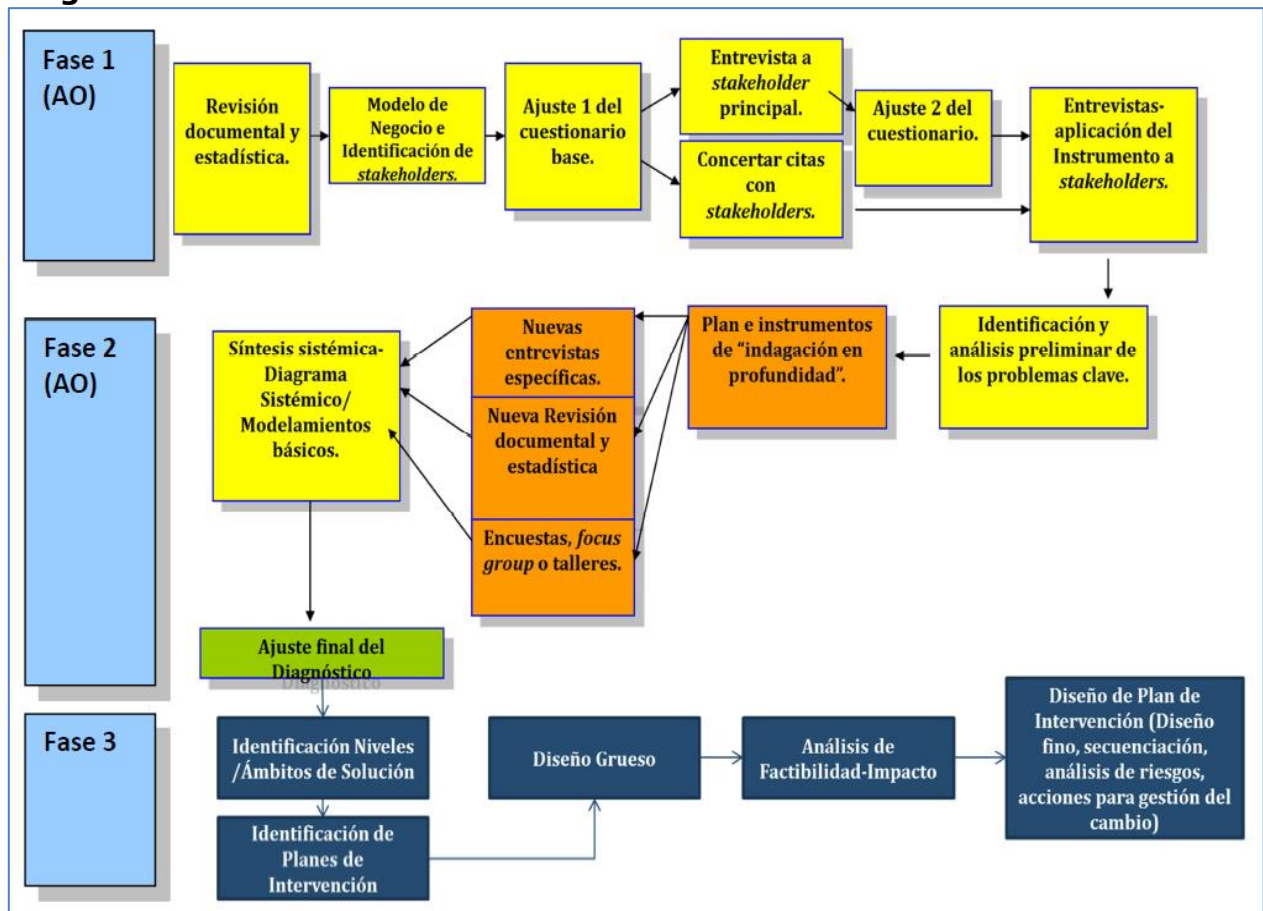 Fase 1
(AO)
Revisión
documental y
estadística.
Modelo de
Negocio e
Identificación de
stakeholders.
Ajuste 1 del
cuestionario
base.
Entrevista a
stakeholder
principal.
Concertar citas
con
stakeholders.
Ajuste 2 del
cuestionario.
Entrevistas-
aplicación del
Instrumento a
stakeholders.
Fase 2
(AO)
Síntesis sistémica-
Diagrama
Sistémico/
Modelamientos
básicos.
Nuevas
entrevistas
específicas.
Nueva Revisión
documental y
estadística
Encuestas, focus
group o talleres.
Plan e instrumentos
de “indagación en
profundidad”.
Identificación y
análisis preliminar de
los problemas clave.
Ajuste final del
Diagnóstico
Fase 3
Identificación Niveles
/Ámbitos de Solución
Identificación de
Planes de
Intervención
Diseño Grueso
Análisis de
Factibilidad-Impacto
Diseño de Plan de
Intervención (Diseño
fino, secuenciación,
análisis de riesgos,
acciones para gestión del
cambio)